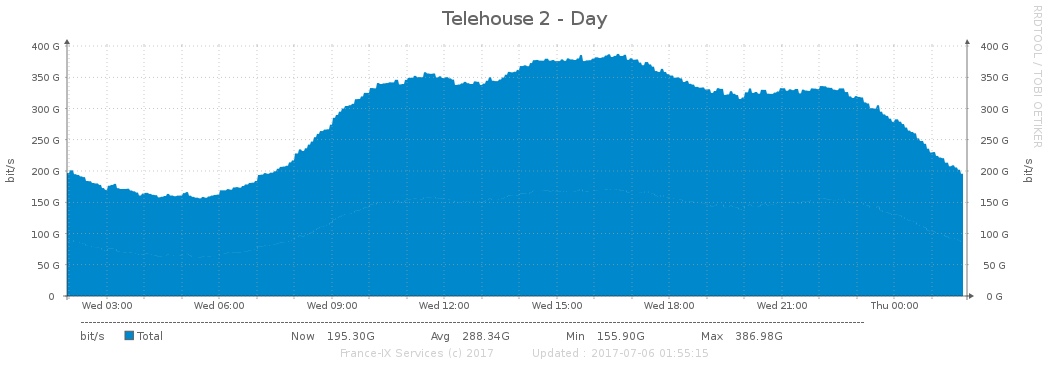 Telehouse 2 - Day
RRDTOOL / TOBI OETIKER
bit/s
400 G
350 G
300 G
250 G
200 G
150 G
100 G
50 G
0
400 G
350 G
300 G
250 G
200 G
150 G
100 G
50 G
0 G
bit/s
Wed 03:00 Wed 06:00 Wed 09:00 Wed 12:00 Wed 15:00 Wed 18:00 Wed 21:00 Thu 00:00
bit/s Total Now 195.30G Avg 288.34G Min 155.90G Max 386.98G
France-IX Services (c) 2017 Updated : 2017-07-06 01:55:15